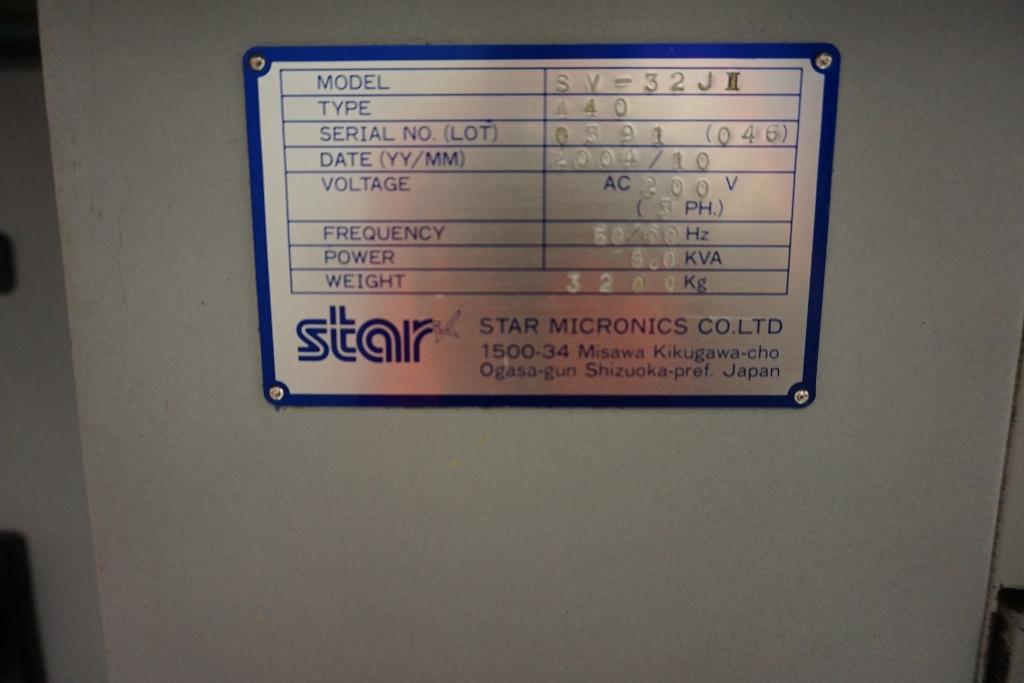 MODEL SV-32JⅡ
TYPE 440
SERIAL NO. (LOT) 0891 (046)
DATE (YY/MM) 2004/10
VOLTAGE AC 200 V
(3 PH.)
FREQUENCY 50/60 Hz
POWER 8.0 KVA
WEIGHT 3200 Kg
star STAR MICRONICS CO.LTD
1500-34 Misawa Kikugawa-cho
Ogasa-gun Shizuoka-pref. Japan